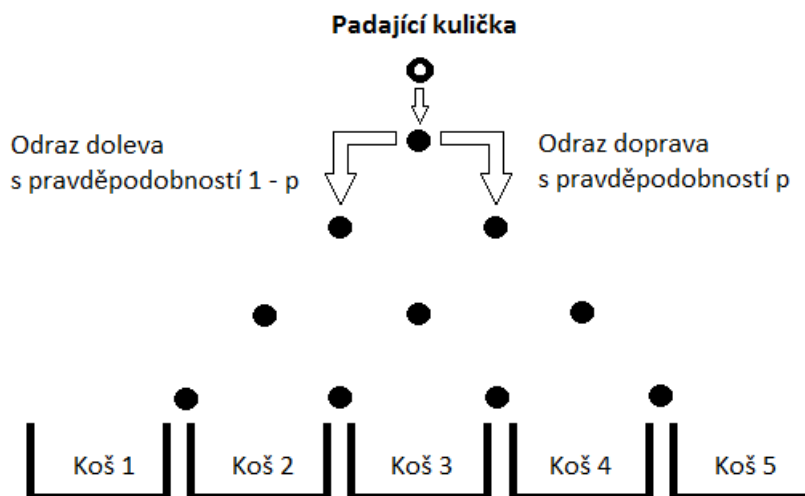 Padající kulička
Odraz doleva
s pravděpodobností 1 - p
Odraz doprava
s pravděpodobností p
Koš 1
Koš 2
Koš 3
Koš 4
Koš 5